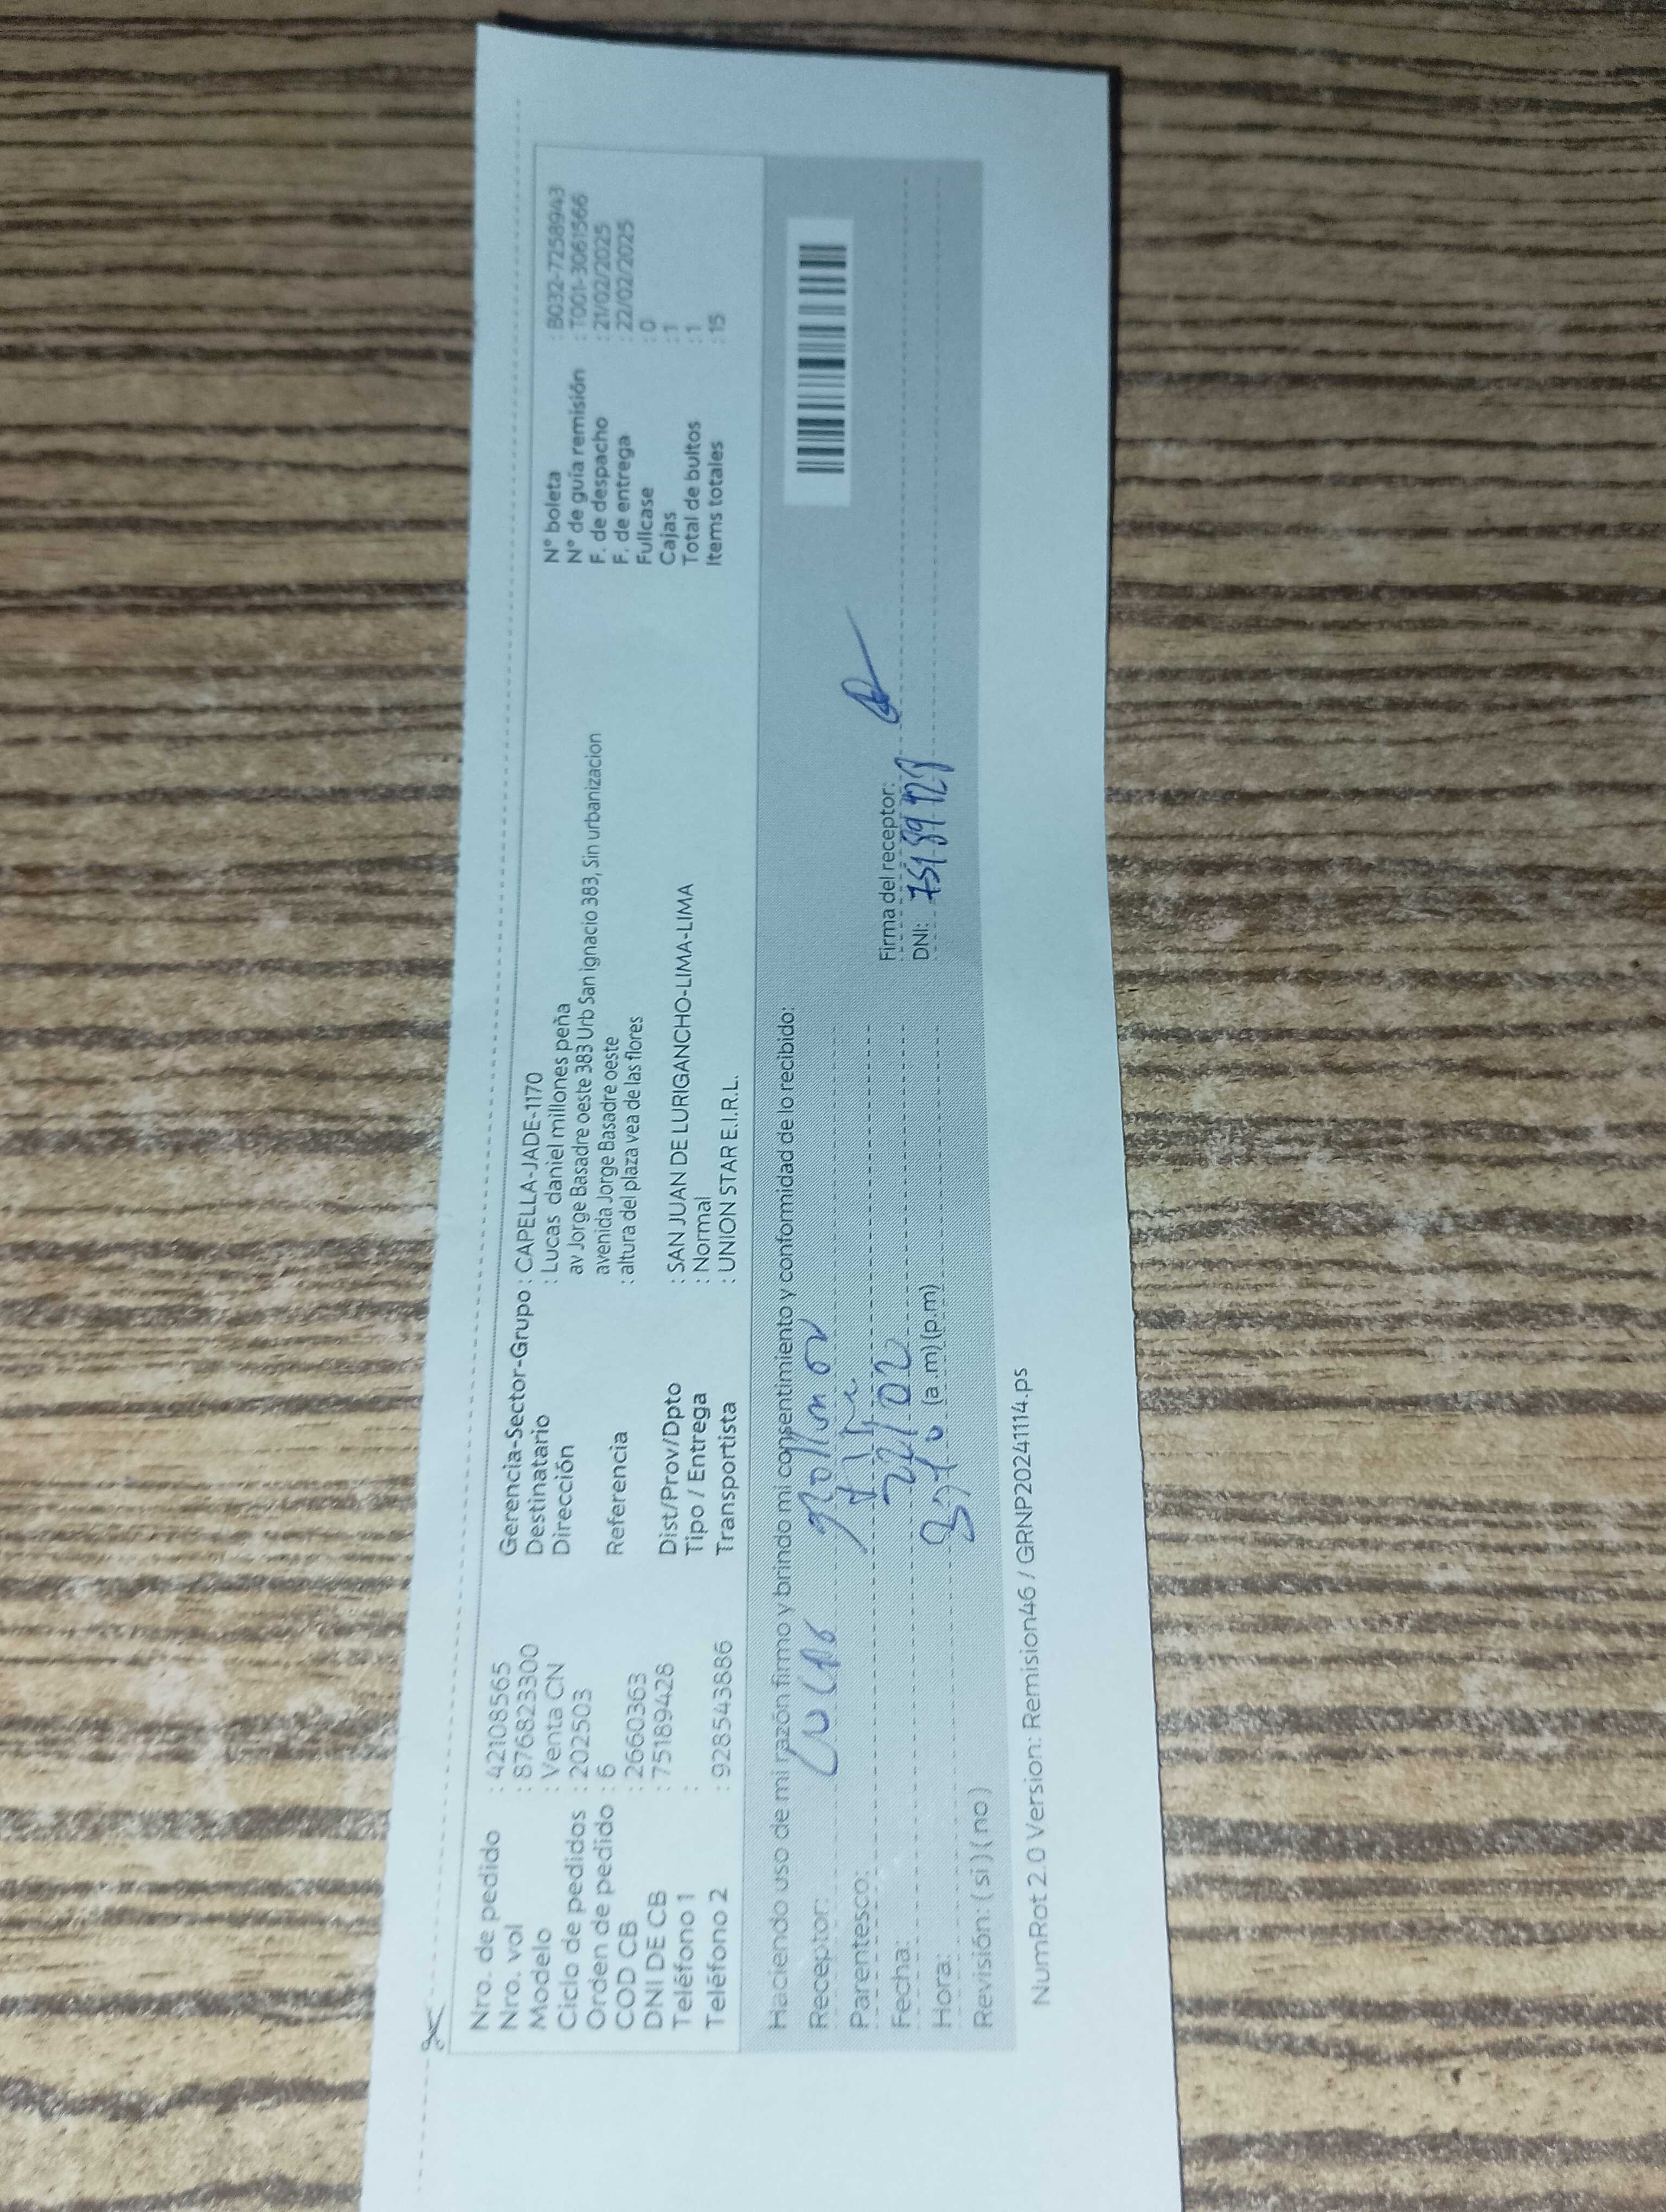 Nro. de pedido : 42108565
Nro. vol : 876823300
Modelo : Venta CN
Ciclo de pedidos : 202503
Orden de pedido : 6
COD CB : 2660363
DNI DE CB : 75189428
Teléfono 1 :
Teléfono 2 : 928543886
Gerencia-Sector-Grupo : CAPELLA-JADE-1170
Destinatario : Lucas daniel millones peña
Dirección av Jorge Basadre oeste 383 Urb San ignacio 383, Sin urbanizacion
avenida Jorge Basadre oeste
Referencia : altura del plaza vea de las flores
Dist/Prov/Dpto : SAN JUAN DE LURIGANCHO-LIMA-LIMA
Tipo / Entrega : Normal
Transportista : UNION STAR E.I.R.L.
N° boleta : B032-7258943
N° de guía remisión : T001-3061566
F. de despacho : 21/02/2025
F. de entrega : 22/02/2025
Fullcase : 0
Cajas : 1
Total de bultos : 1
Items totales : 15
Haciendo uso de mi razón firmo y brindo mi consentimiento y conformidad de lo recibido:
Receptor: Lucas
Parentesco:
Fecha: 22/02
Hora: (a.m) (p.m)
Revisión: ( si ) ( no )
Firma del receptor:
DNI: 75189428
NumRot 2.0 Version: Remision46 / GRNP20241114.ps